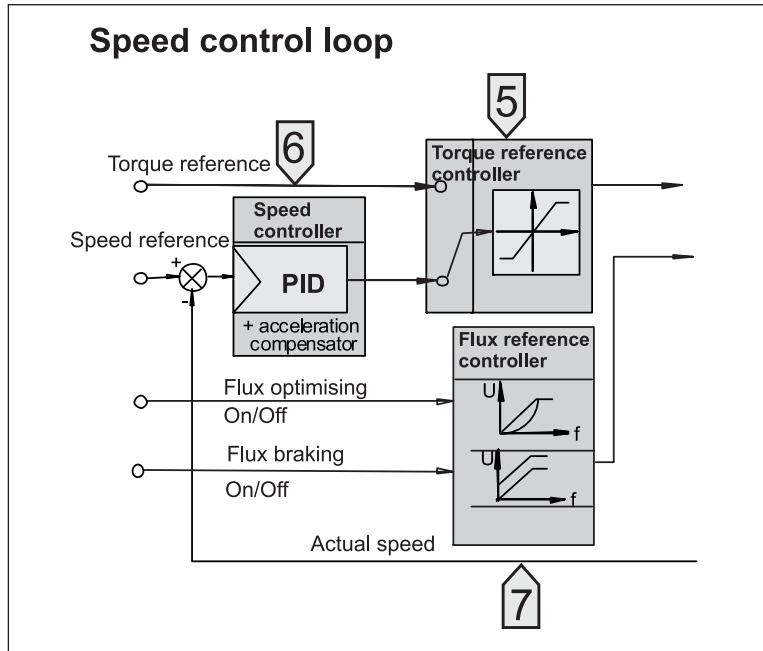 Speed control loop
5
6
Torque reference
Torque reference
controller
Speed
controller
Speed reference
+
-
PID
+ acceleration
compensator
Flux reference
controller
Flux optimising
On/Off
U
f
Flux braking
On/Off
U
f
Actual speed
7